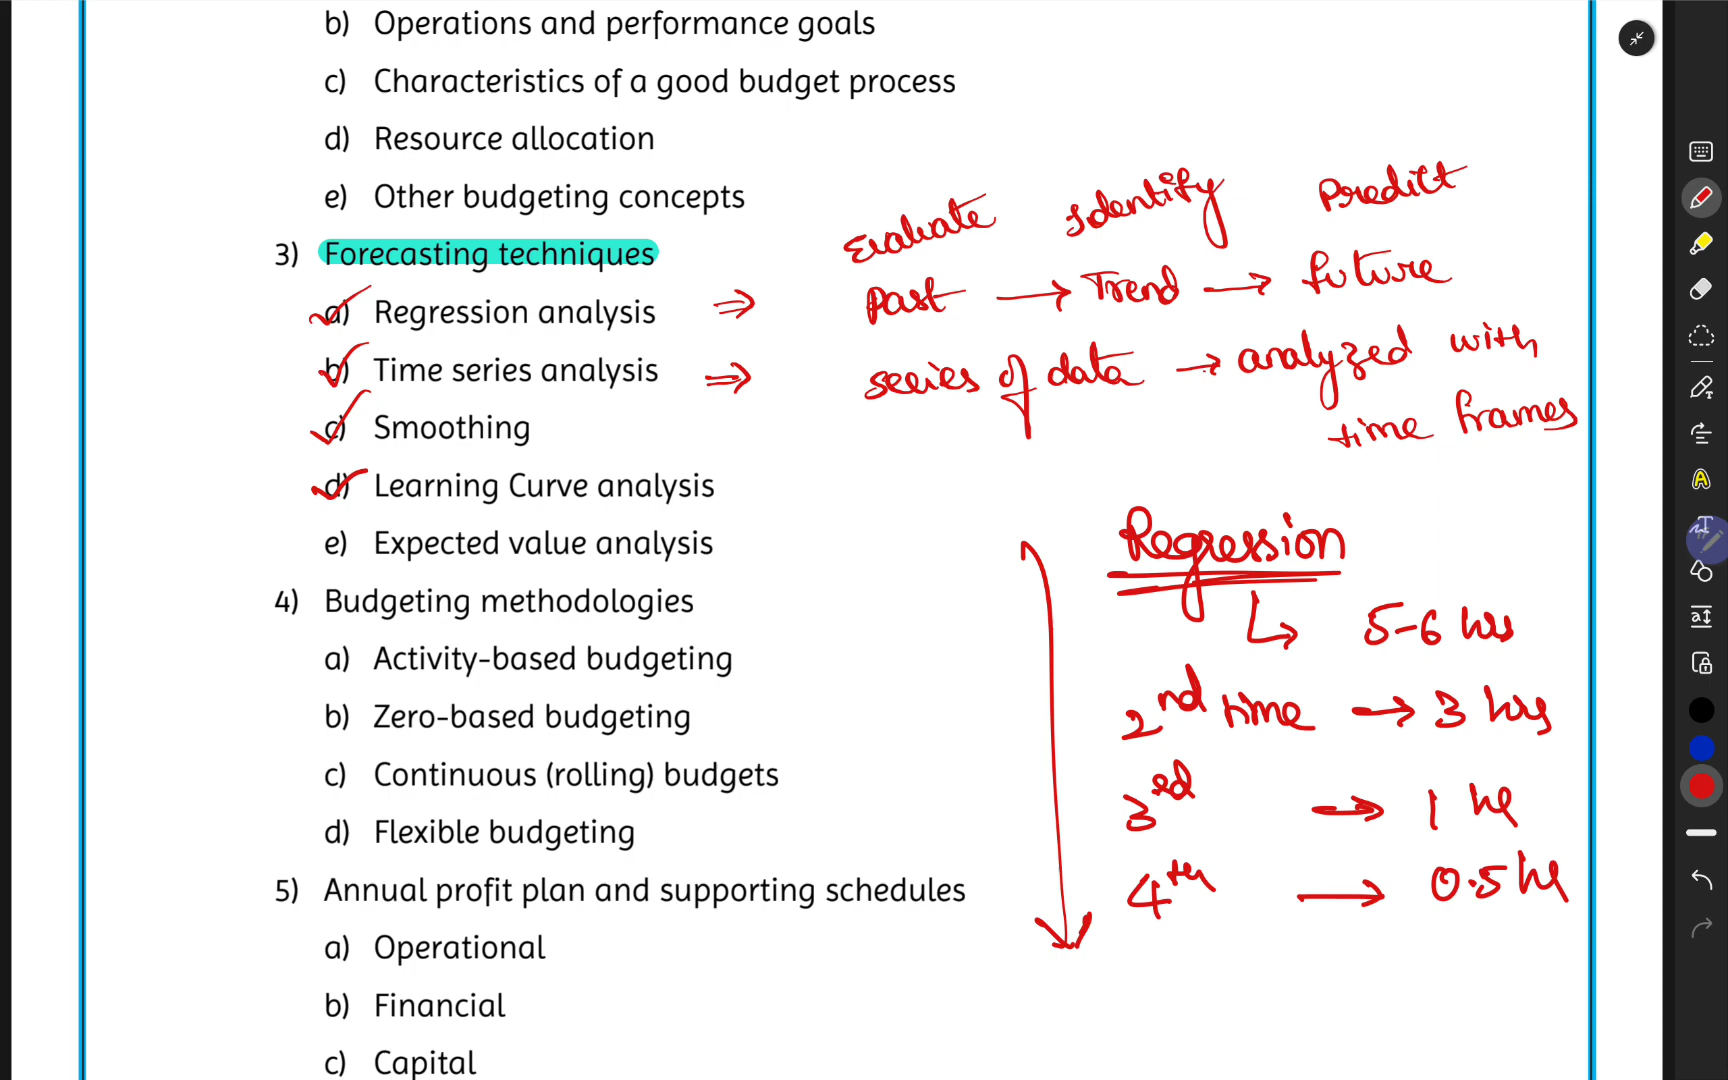 b) Operations and performance goals
c) Characteristics of a good budget process
d) Resource allocation
e) Other budgeting concepts
3) Forecasting techniques
a) Regression analysis ⇒
b) Time series analysis ⇒
c) Smoothing
d) Learning Curve analysis
e) Expected value analysis
4) Budgeting methodologies
a) Activity-based budgeting
b) Zero-based budgeting
c) Continuous (rolling) budgets
d) Flexible budgeting
5) Annual profit plan and supporting schedules
a) Operational
b) Financial
c) Capital
Evaluate Identify Predict
Past → Trend → future
series of data → analyzed with
time frames
Regression
↳ 5-6 hrs
2nd time → 3 hrs
3rd → 1 hr
4th → 0.5 hr